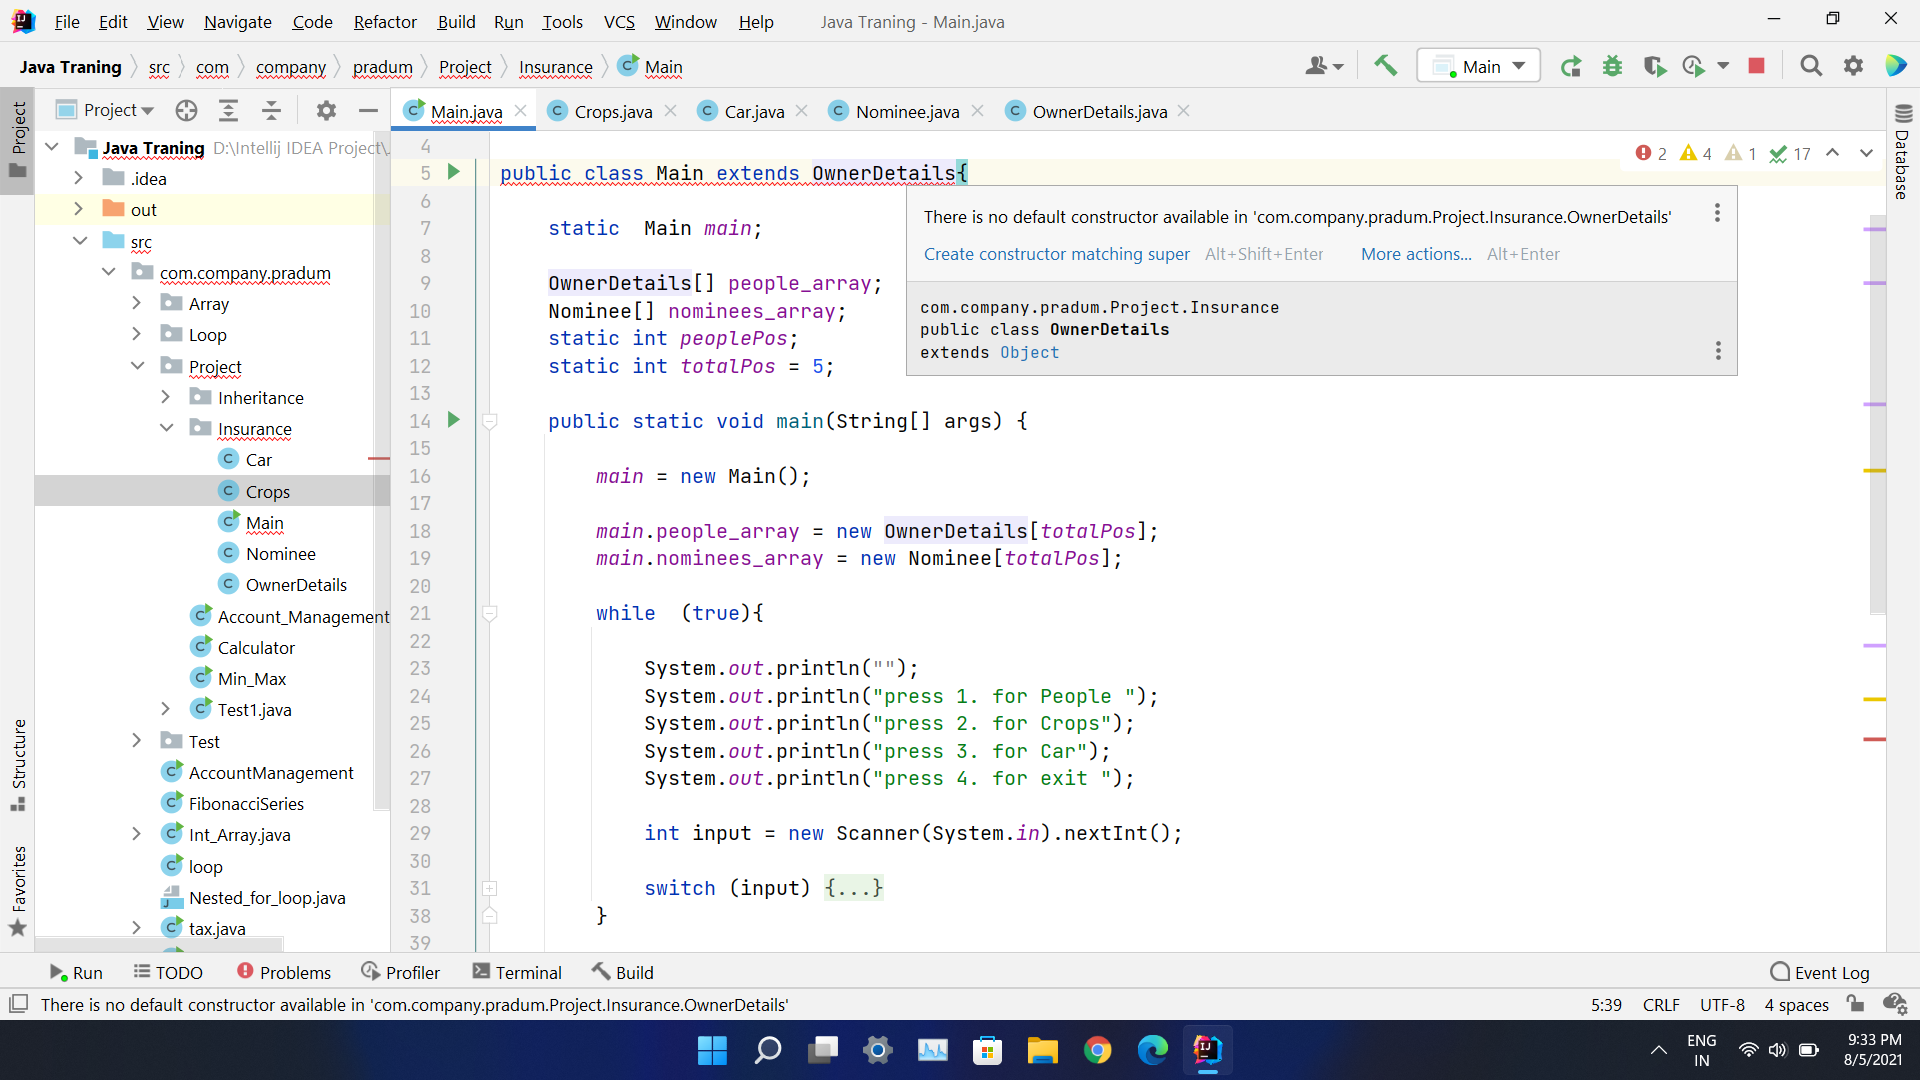 File Edit View Navigate Code Refactor Build Run Tools VCS Window Help Java Traning - Main.java
Java Traning src com company pradum Project Insurance Main Main
Project
Main.java Crops.java Car.java Nominee.java OwnerDetails.java
Project
Structure
Favorites
Java Traning D:\Intellij IDEA Project\
.idea
out
src
com.company.pradum
Array
Loop
Project
Inheritance
Insurance
Car
Crops
Main
Nominee
OwnerDetails
Account_Management
Calculator
Min_Max
Test1.java
Test
AccountManagement
FibonacciSeries
Int_Array.java
loop
Nested_for_loop.java
tax.java
2 4 1 17
4
5 public class Main extends OwnerDetails{
6
7 static Main main;
8
9 OwnerDetails[] people_array;
10 Nominee[] nominees_array;
11 static int peoplePos;
12 static int totalPos = 5;
13
14 public static void main(String[] args) {
15
16 main = new Main();
17
18 main.people_array = new OwnerDetails[totalPos];
19 main.nominees_array = new Nominee[totalPos];
20
21 while (true){
22
23 System.out.println("");
24 System.out.println("press 1. for People ");
25 System.out.println("press 2. for Crops");
26 System.out.println("press 3. for Car");
27 System.out.println("press 4. for exit ");
28
29 int input = new Scanner(System.in).nextInt();
30
31 switch (input) {...}
38 }
39
There is no default constructor available in 'com.company.pradum.Project.Insurance.OwnerDetails'
Create constructor matching super Alt+Shift+Enter More actions... Alt+Enter
com.company.pradum.Project.Insurance
public class OwnerDetails
extends Object
Database
Run TODO Problems Profiler Terminal Build Event Log
There is no default constructor available in 'com.company.pradum.Project.Insurance.OwnerDetails' 5:39 CRLF UTF-8 4 spaces
ENG
IN
9:33 PM
8/5/2021